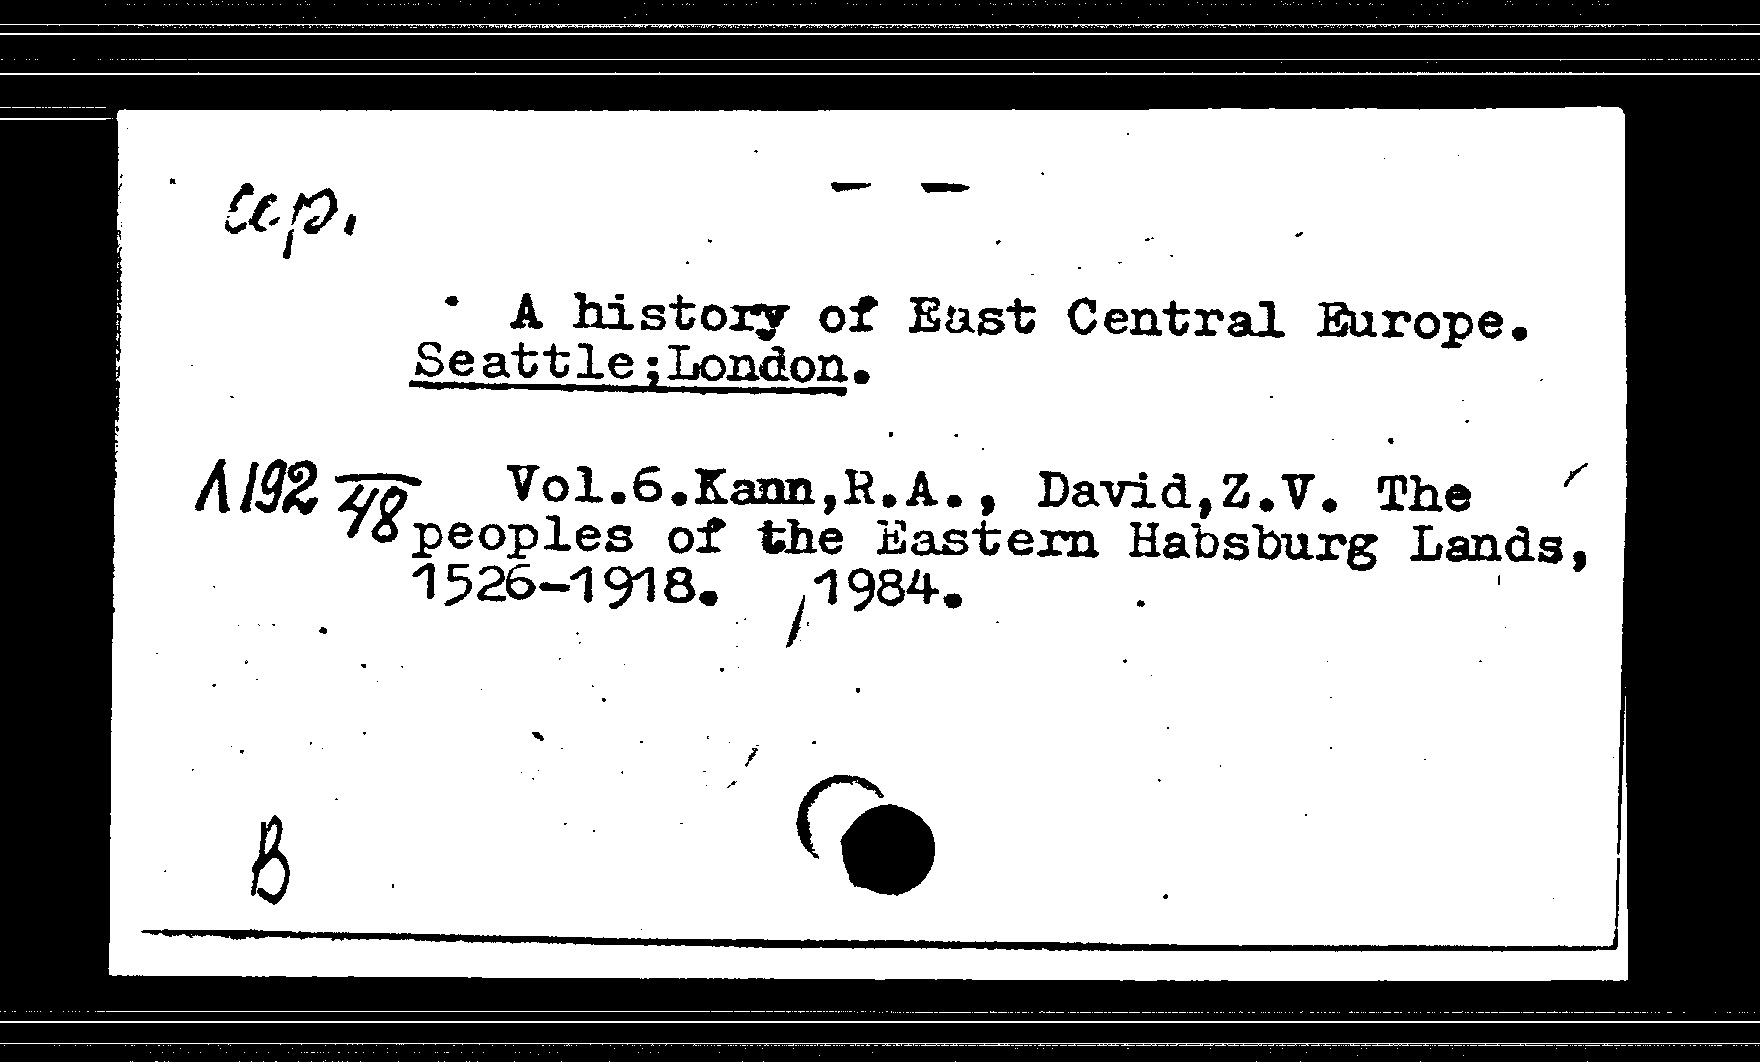 — —
сер.
A history of East Central Europe.
Seattle;London.
Л192/48 Vol.6.Kann,R.A., David,Z.V. The
peoples of the Eastern Habsburg Lands,
1526-1918. 1984.
В